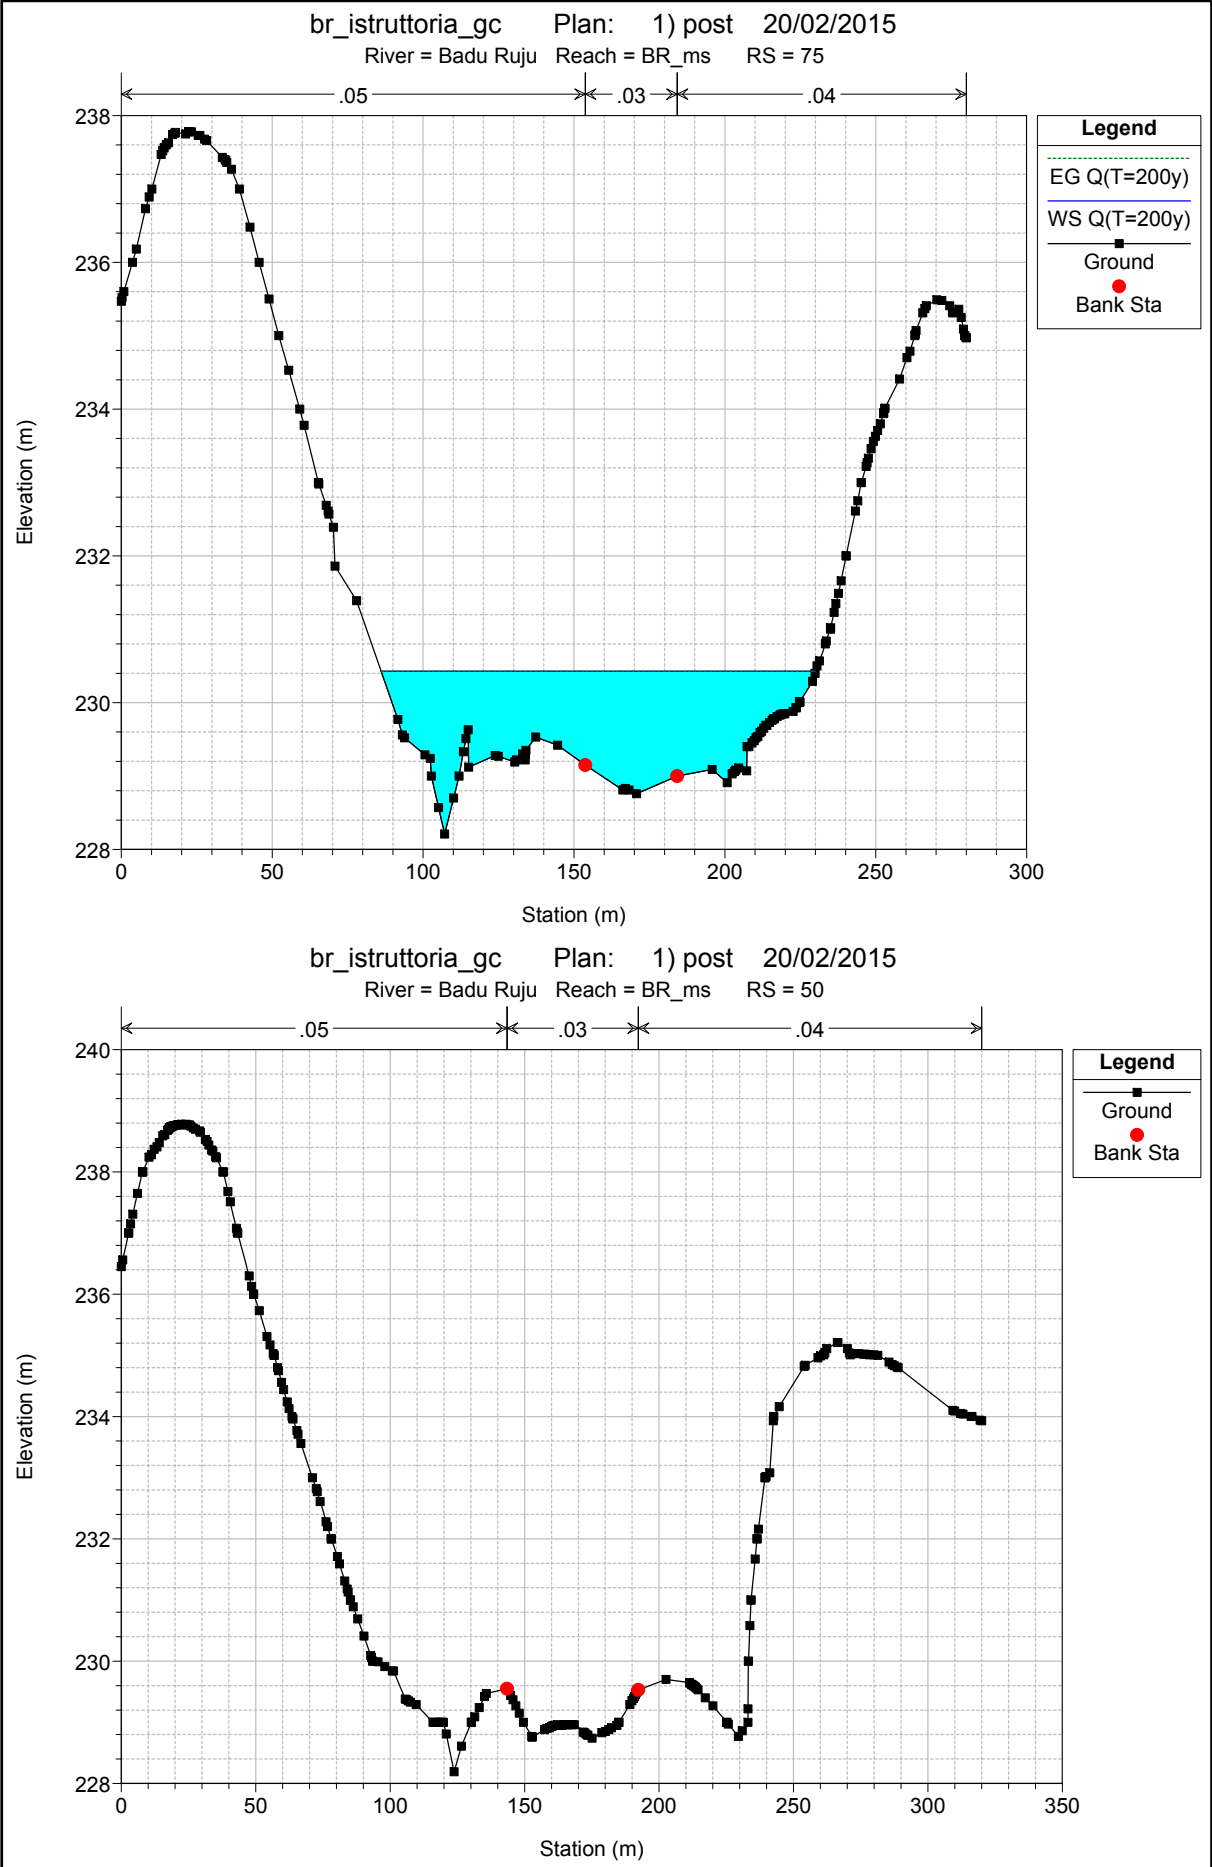 br_istruttoria_gc Plan: 1) post 20/02/2015
River = Badu Ruju Reach = BR_ms RS = 75
.05 .03 .04
Legend
EG Q(T=200y)
WS Q(T=200y)
Ground
Bank Sta
238
236
234
232
230
228
Elevation (m)
0 50 100 150 200 250 300
Station (m)
br_istruttoria_gc Plan: 1) post 20/02/2015
River = Badu Ruju Reach = BR_ms RS = 50
.05 .03 .04
Legend
Ground
Bank Sta
240
238
236
234
232
230
228
Elevation (m)
0 50 100 150 200 250 300 350
Station (m)